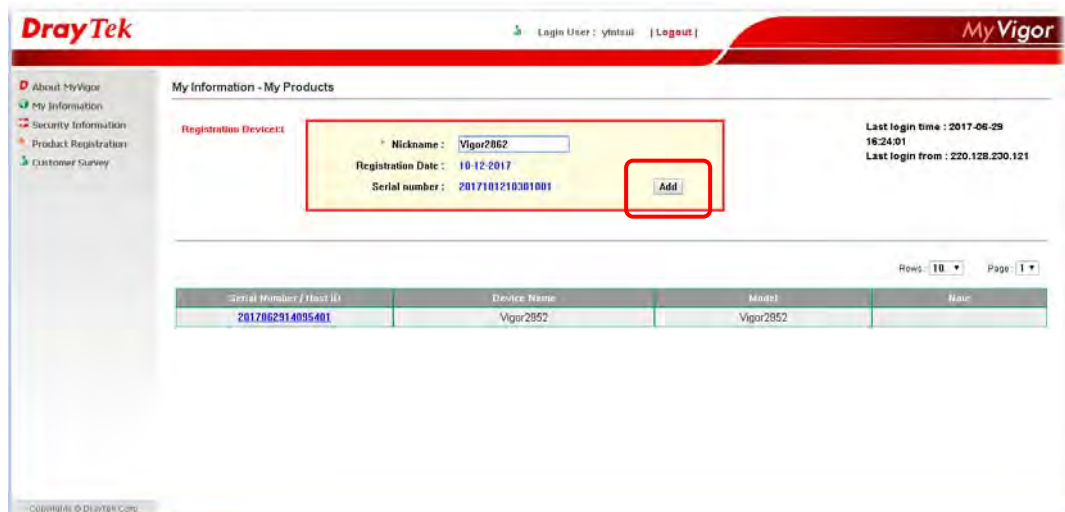 DrayTek
Login User : | Logout |
MyVigor
About MyVigor
My Information
Security Information
Product Registration
Customer Survey
My Information - My Products
Registration Device:
* Nickname : Vigor2862
Registration Date : 10-12-2017
Serial number : 2017101210301001
Add
Last login time : 2017-06-29
16:24:01
Last login from : 220.128.230.121
Rows : 10 Page : 1
Serial Number / Host ID Device Name Model Note
2017062914095401 Vigor2952 Vigor2952
Copyrights © DrayTek Corp.